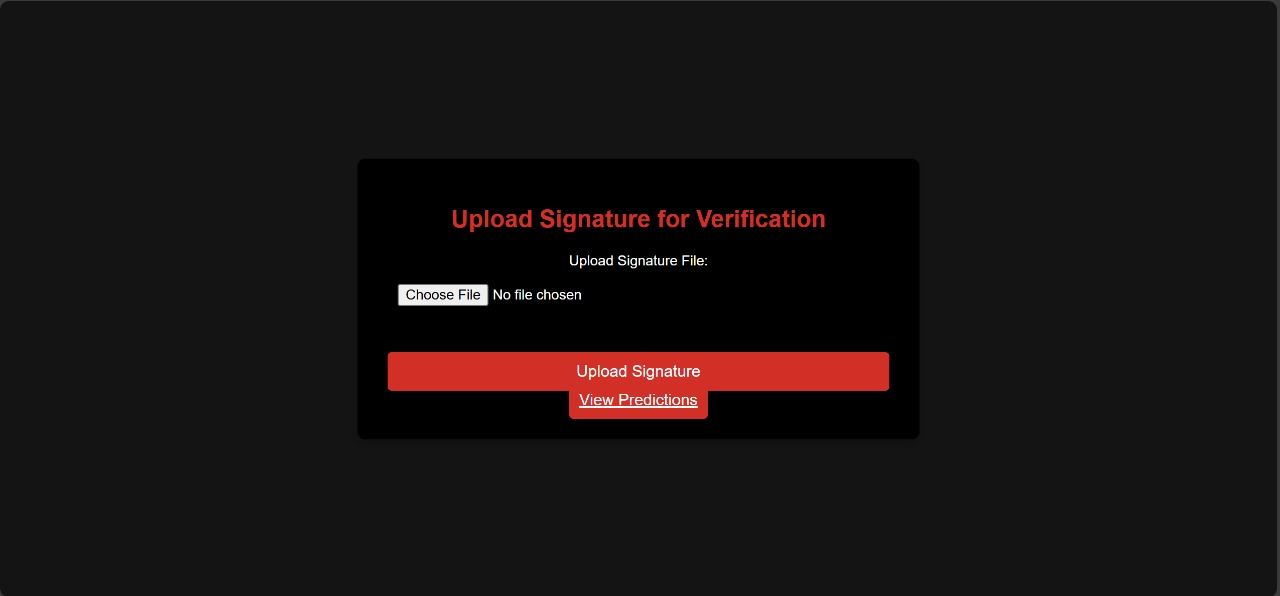 Upload Signature for Verification
Upload Signature File:
Choose File No file chosen
Upload Signature
View Predictions